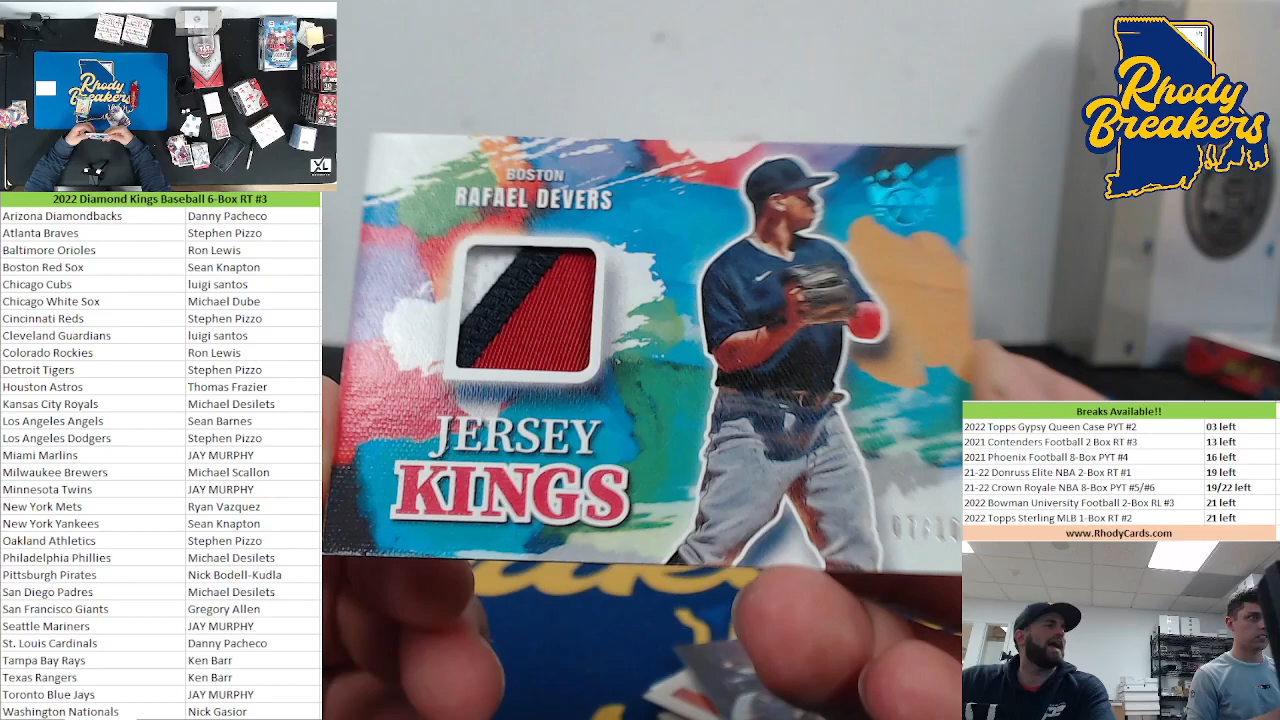 2022 Diamond Kings Baseball 6-Box RT #3
Arizona Diamondbacks Danny Pacheco
Atlanta Braves Stephen Pizzo
Baltimore Orioles Ron Lewis
Boston Red Sox Sean Knapton
Chicago Cubs luigi santos
Chicago White Sox Michael Dube
Cincinnati Reds Stephen Pizzo
Cleveland Guardians luigi santos
Colorado Rockies Ron Lewis
Detroit Tigers Stephen Pizzo
Houston Astros Thomas Frazier
Kansas City Royals Michael Desilets
Los Angeles Angels Sean Barnes
Los Angeles Dodgers Stephen Pizzo
Miami Marlins JAY MURPHY
Milwaukee Brewers Michael Scallon
Minnesota Twins JAY MURPHY
New York Mets Ryan Vazquez
New York Yankees Sean Knapton
Oakland Athletics Stephen Pizzo
Philadelphia Phillies Michael Desilets
Pittsburgh Pirates Nick Bodell-Kudla
San Diego Padres Michael Desilets
San Francisco Giants Gregory Allen
Seattle Mariners JAY MURPHY
St. Louis Cardinals Danny Pacheco
Tampa Bay Rays Ken Barr
Texas Rangers Ken Barr
Toronto Blue Jays JAY MURPHY
Washington Nationals Nick Gasior
Rhody
Breakers
XL
BOSTON
RAFAEL DEVERS
JERSEY
KINGS
Rhody
Breakers
Breaks Available!!
2022 Topps Gypsy Queen Case PYT #2 03 left
2021 Contenders Football 2 Box RT #3 13 left
2021 Phoenix Football 8-Box PYT #4 16 left
21-22 Donruss Elite NBA 2-Box RT #1 19 left
21-22 Crown Royale NBA 8-Box PYT #5/#6 19/22 left
2022 Bowman University Football 2-Box RL #3 21 left
2022 Topps Sterling MLB 1-Box RT #2 21 left
www.RhodyCards.com